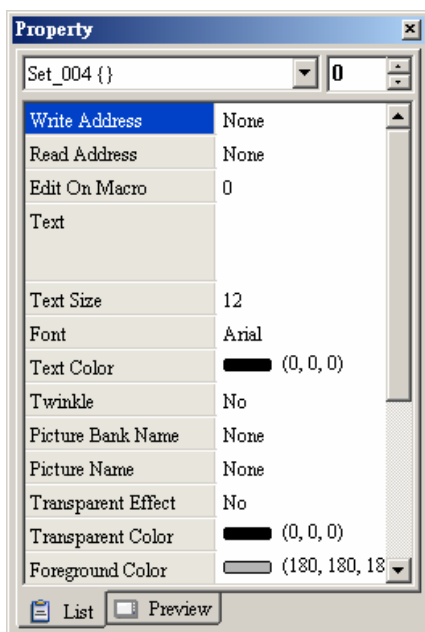 Property
Set_004 {} 0
Write Address None
Read Address None
Edit On Macro 0
Text
Text Size 12
Font Arial
Text Color (0, 0, 0)
Twinkle No
Picture Bank Name None
Picture Name None
Transparent Effect No
Transparent Color (0, 0, 0)
Foreground Color (180, 180, 18
List Preview